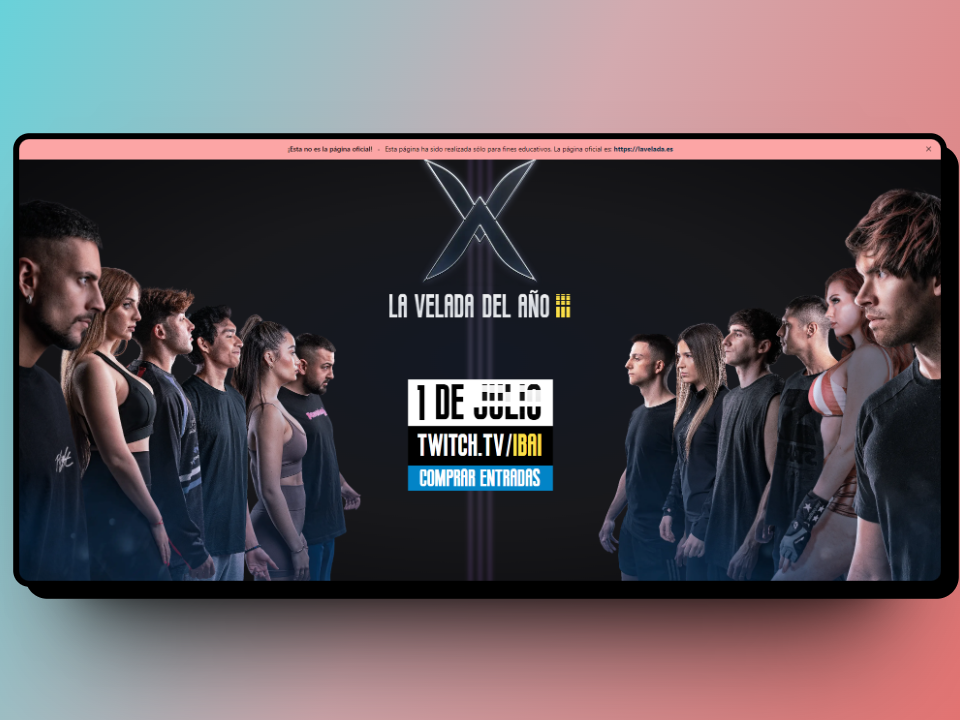 ¡Esta no es la página oficial! - Esta página ha sido realizada sólo para fines educativos. La página oficial es: https://lavelada.es ×
LA VELADA DEL AÑO III
1 DE JULIO
TWITCH.TV/IBAI
COMPRAR ENTRADAS